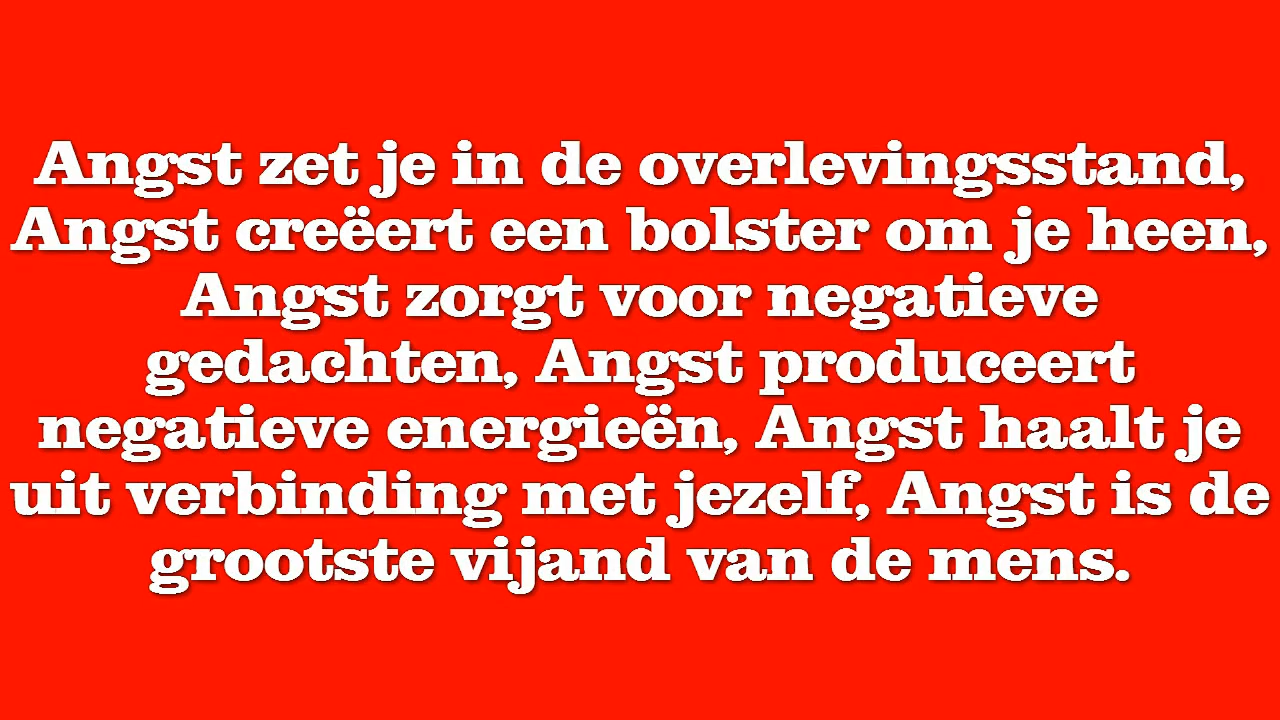 Angst zet je in de overlevingsstand,
Angst creëert een bolster om je heen,
Angst zorgt voor negatieve
gedachten, Angst produceert
negatieve energieën, Angst haalt je
uit verbinding met jezelf, Angst is de
grootste vijand van de mens.